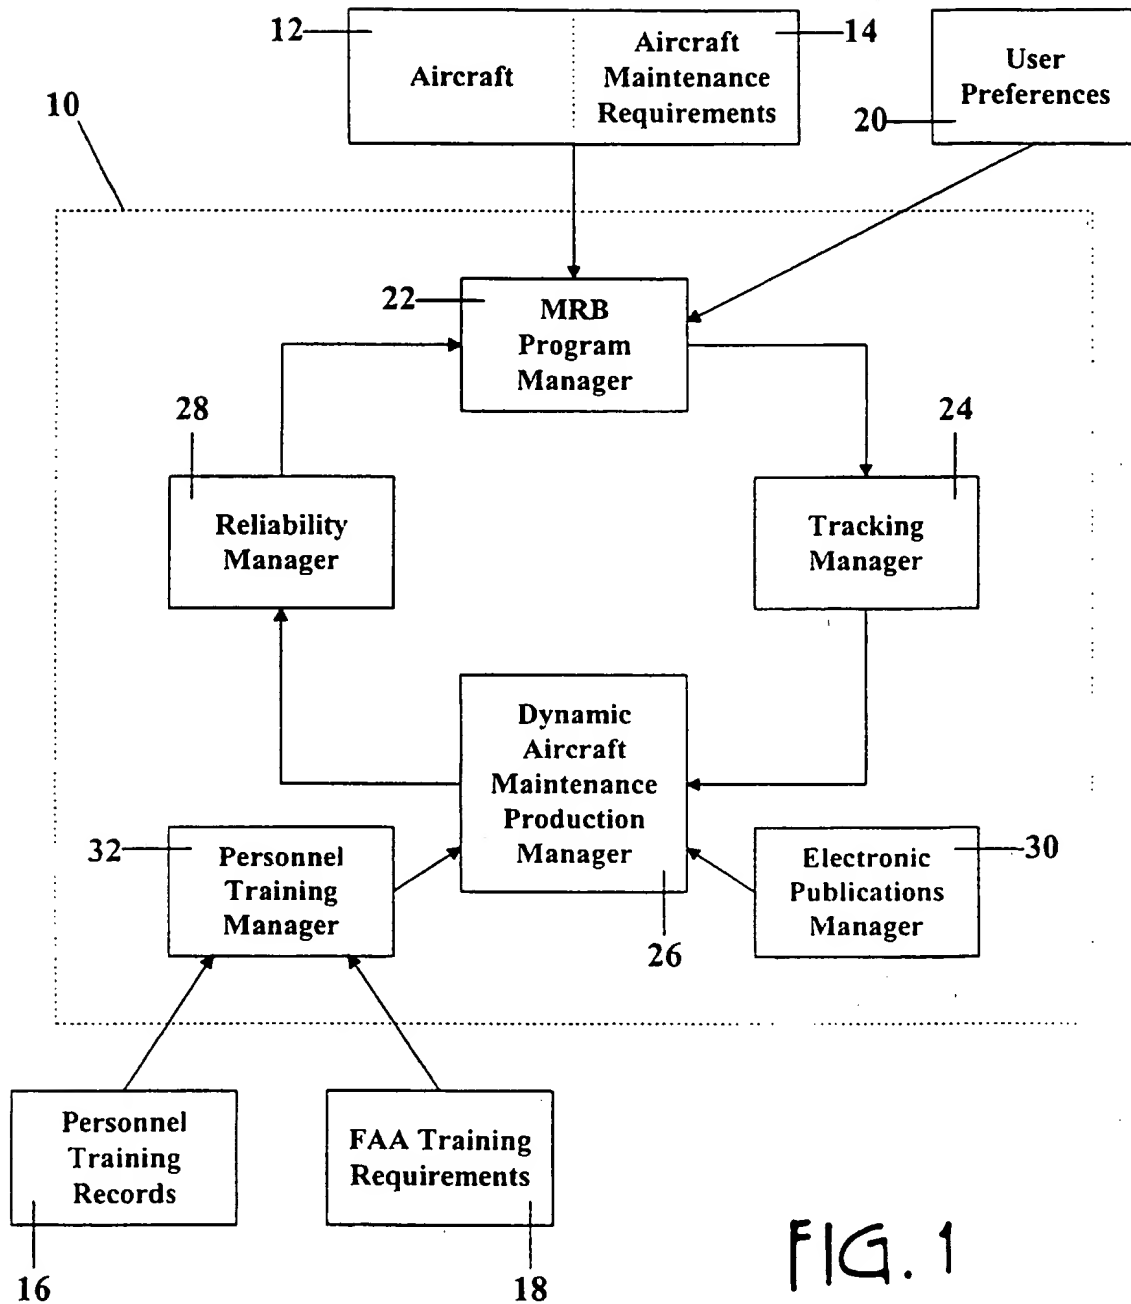 12
Aircraft
Aircraft
Maintenance
Requirements
14
User
Preferences
20
10
22
MRB
Program
Manager
28
Reliability
Manager
24
Tracking
Manager
Dynamic
Aircraft
Maintenance
Production
Manager
26
32
Personnel
Training
Manager
Electronic
Publications
Manager
30
Personnel
Training
Records
16
FAA Training
Requirements
18
FIG. 1